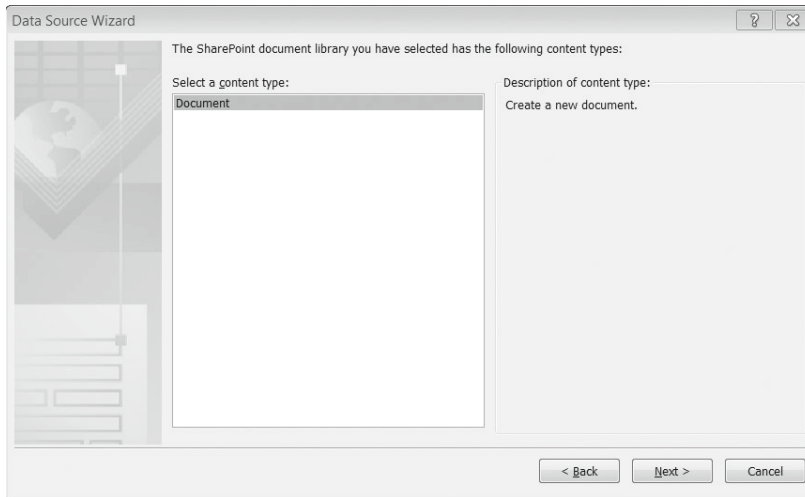 Data Source Wizard
?
The SharePoint document library you have selected has the following content types:
Select a content type:
Description of content type:
Document
Create a new document.
< Back
Next >
Cancel